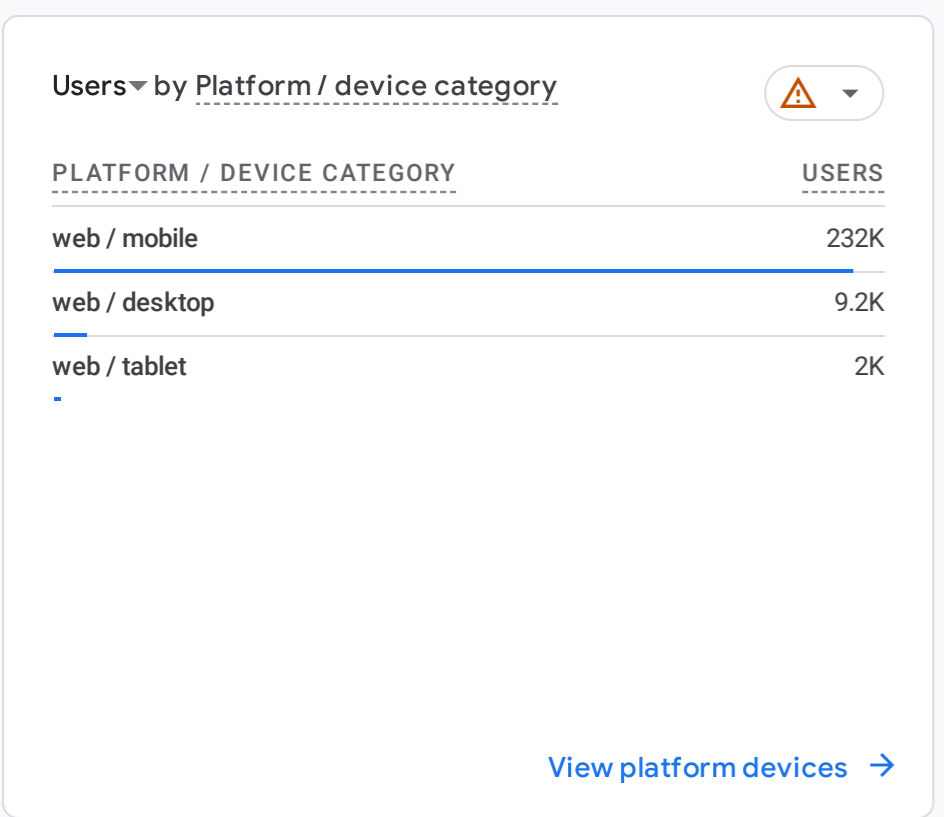 Users by Platform / device category
PLATFORM / DEVICE CATEGORY USERS
web / mobile 232K
web / desktop 9.2K
web / tablet 2K
View platform devices